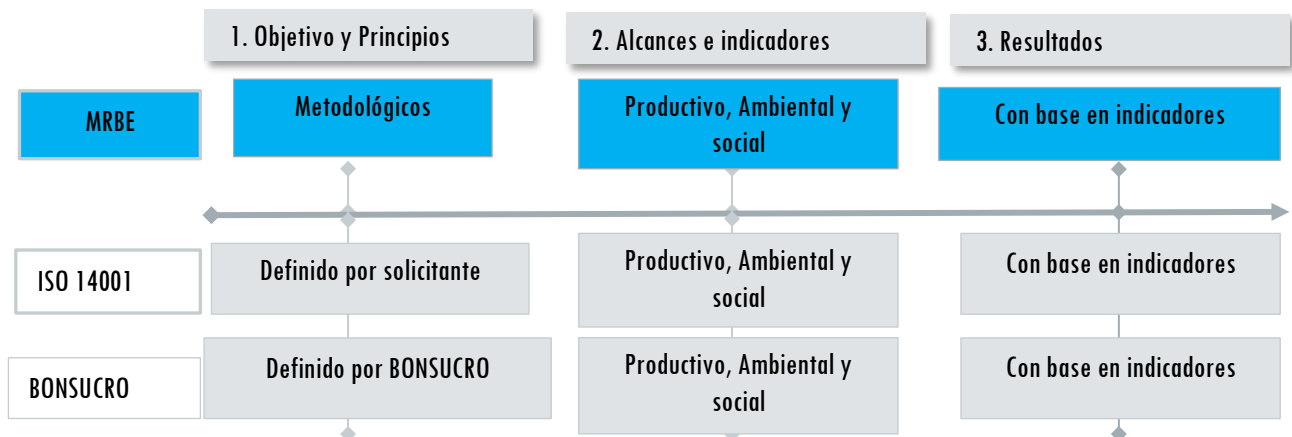 1. Objetivo y Principios
2. Alcances e indicadores
3. Resultados
MRBE
Metodológicos
Productivo, Ambiental y
social
Con base en indicadores
ISO 14001
Definido por solicitante
Productivo, Ambiental y
social
Con base en indicadores
BONSUCRO
Definido por BONSUCRO
Productivo, Ambiental y
social
Con base en indicadores